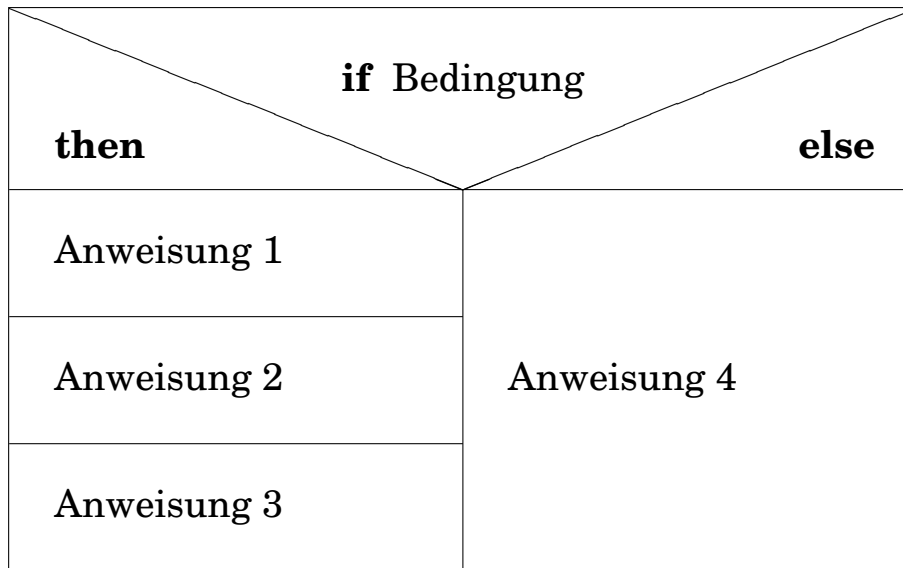 if Bedingung
then
else
Anweisung 1
Anweisung 2
Anweisung 3
Anweisung 4